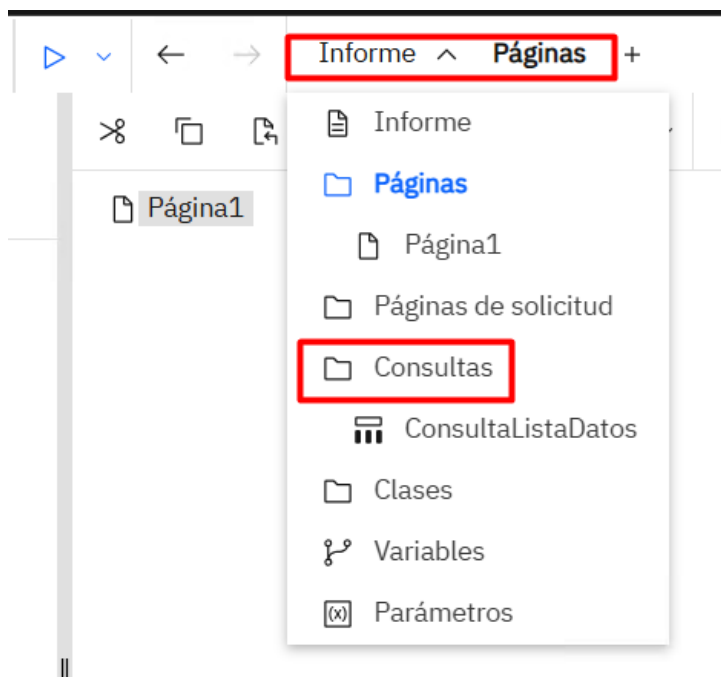 Informe Páginas
Informe
Páginas
Página1
Página1
Páginas de solicitud
Consultas
ConsultaListaDatos
Clases
Variables
(x) Parámetros